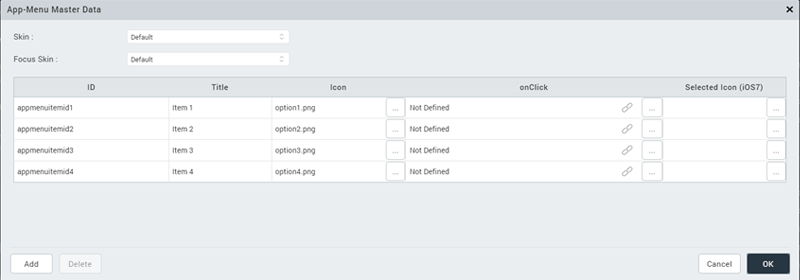 App-Menu Master Data
Skin :
Default
Focus Skin :
Default
ID Title Icon onClick Selected Icon (iOS7)
appmenuitemid1 Item 1 option1.png ... Not Defined ... ...
appmenuitemid2 Item 2 option2.png ... Not Defined ... ...
appmenuitemid3 Item 3 option3.png ... Not Defined ... ...
appmenuitemid4 Item 4 option4.png ... Not Defined ... ...
Add Delete Cancel OK